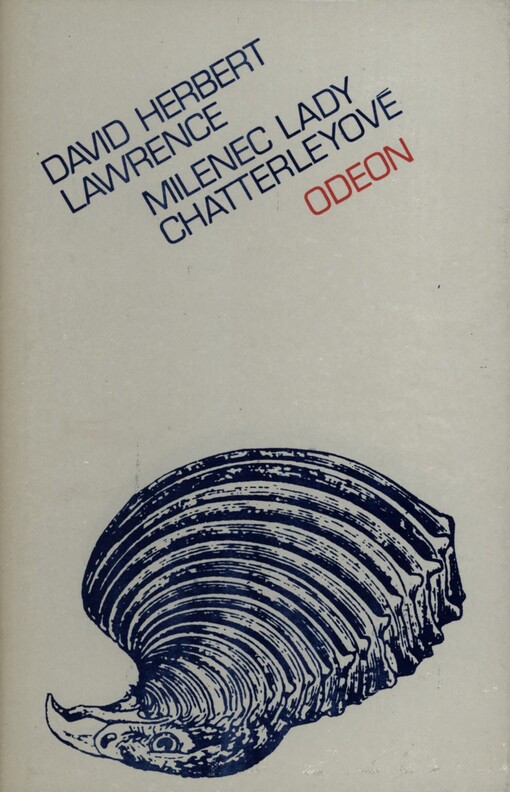 DAVID HERBERT
LAWRENCE
MILENEC LADY
CHATTERLEYOVÉ
ODEON